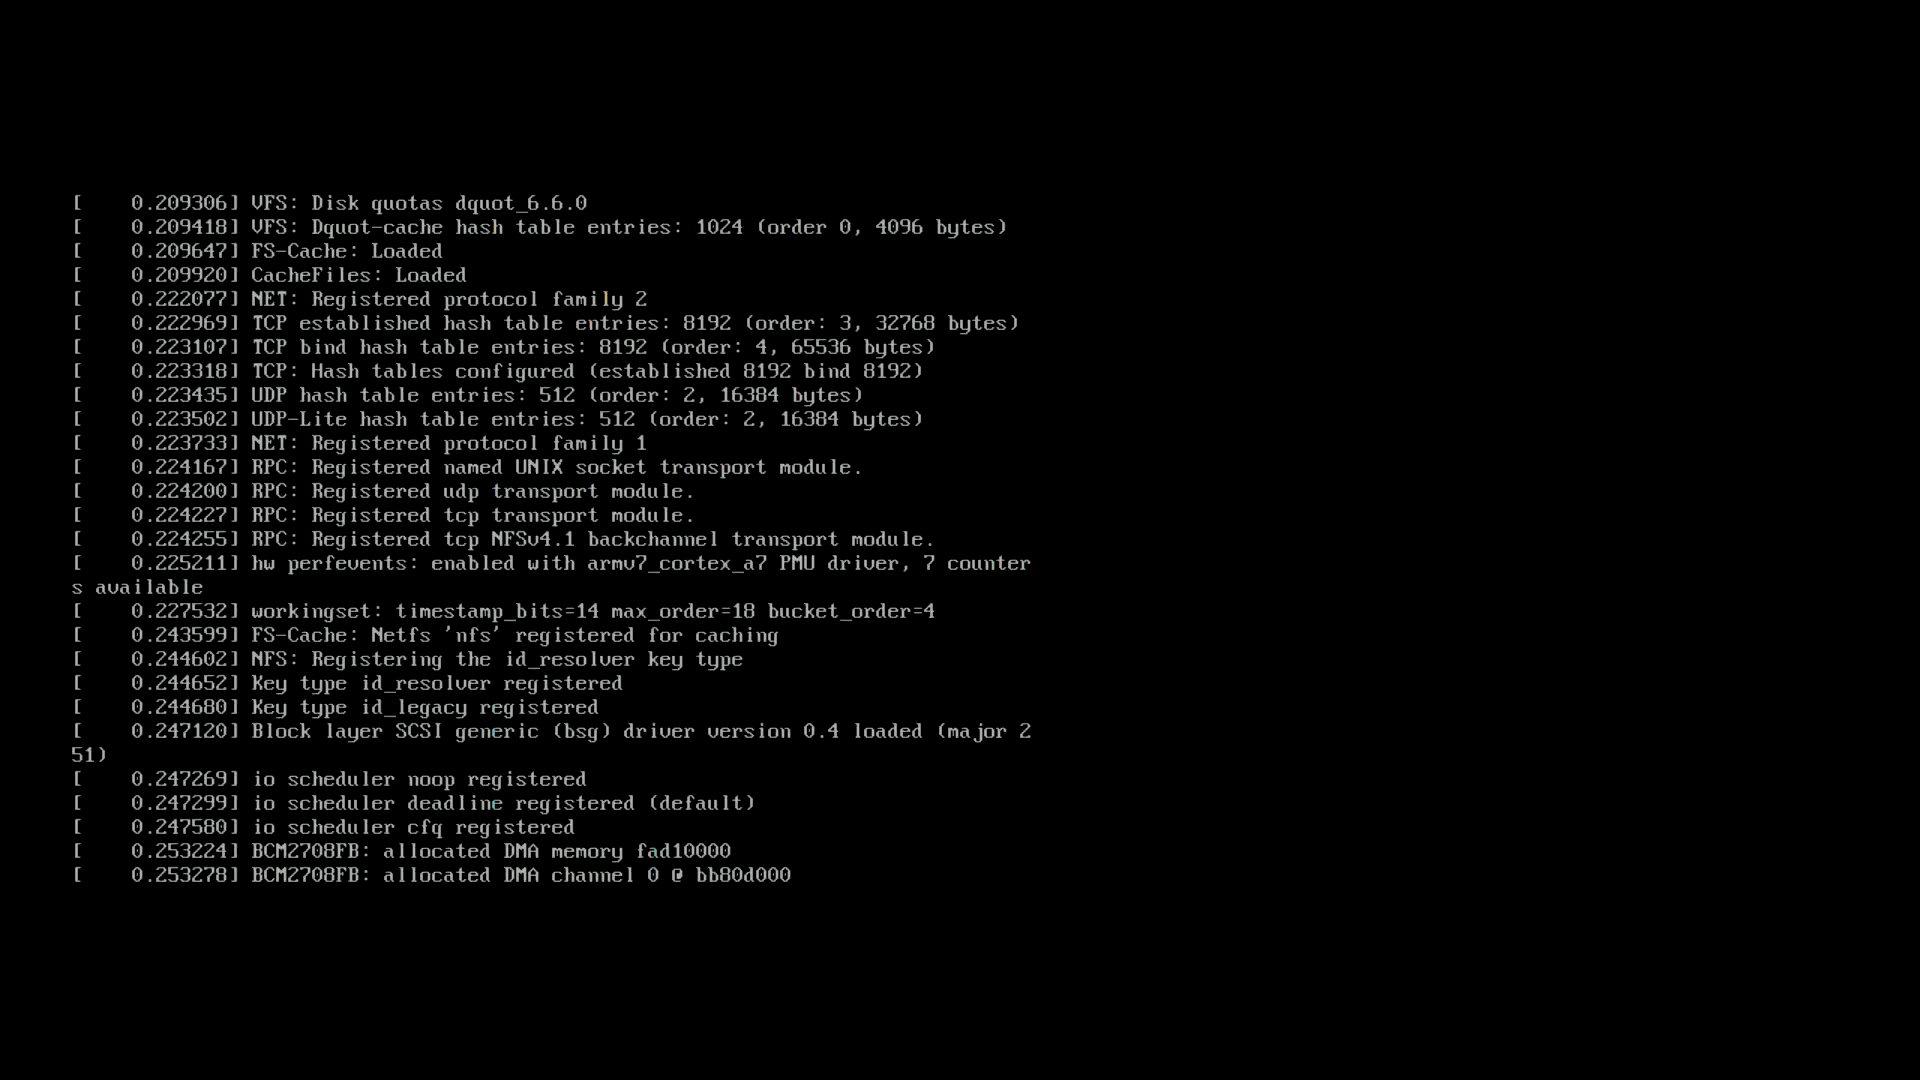 [    0.209306] VFS: Disk quotas dquot_6.6.0
[    0.209418] VFS: Dquot-cache hash table entries: 1024 (order 0, 4096 bytes)
[    0.209647] FS-Cache: Loaded
[    0.209920] CacheFiles: Loaded
[    0.222077] NET: Registered protocol family 2
[    0.222969] TCP established hash table entries: 8192 (order: 3, 32768 bytes)
[    0.223107] TCP bind hash table entries: 8192 (order: 4, 65536 bytes)
[    0.223318] TCP: Hash tables configured (established 8192 bind 8192)
[    0.223435] UDP hash table entries: 512 (order: 2, 16384 bytes)
[    0.223502] UDP-Lite hash table entries: 512 (order: 2, 16384 bytes)
[    0.223733] NET: Registered protocol family 1
[    0.224167] RPC: Registered named UNIX socket transport module.
[    0.224200] RPC: Registered udp transport module.
[    0.224227] RPC: Registered tcp transport module.
[    0.224255] RPC: Registered tcp NFSv4.1 backchannel transport module.
[    0.225211] hw perfevents: enabled with armv7_cortex_a7 PMU driver, 7 counter
s available
[    0.227532] workingset: timestamp_bits=14 max_order=18 bucket_order=4
[    0.243599] FS-Cache: Netfs 'nfs' registered for caching
[    0.244602] NFS: Registering the id_resolver key type
[    0.244652] Key type id_resolver registered
[    0.244680] Key type id_legacy registered
[    0.247120] Block layer SCSI generic (bsg) driver version 0.4 loaded (major 2
51)
[    0.247269] io scheduler noop registered
[    0.247299] io scheduler deadline registered (default)
[    0.247580] io scheduler cfq registered
[    0.253224] BCM2708FB: allocated DMA memory fad10000
[    0.253278] BCM2708FB: allocated DMA channel 0 @ bb80d000